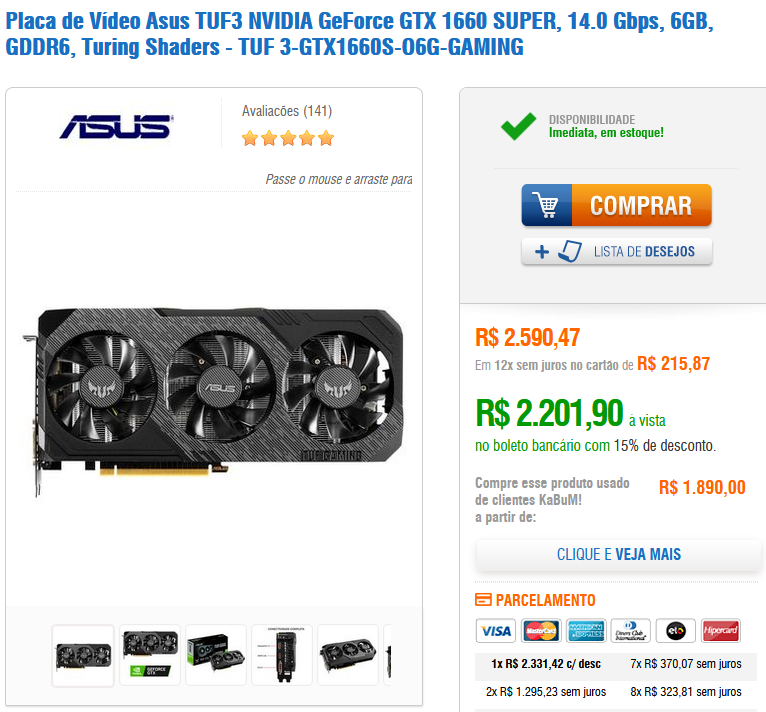 Placa de Vídeo Asus TUF3 NVIDIA GeForce GTX 1660 SUPER, 14.0 Gbps, 6GB,
GDDR6, Turing Shaders - TUF 3-GTX1660S-O6G-GAMING
ASUS
Avaliacões (141)
Passe o mouse e arraste para
ASUS
TUF GAMING
DISPONIBILIDADE
Imediata, em estoque!
COMPRAR
LISTA DE DESEJOS
R$ 2.590,47
Em 12x sem juros no cartão de R$ 215,87
R$ 2.201,90 à vista
no boleto bancário com 15% de desconto.
Compre esse produto usado
de clientes KaBuM!
a partir de:
R$ 1.890,00
CLIQUE E VEJA MAIS
PARCELAMENTO
VISA
MasterCard
AMERICAN EXPRESS
Diners Club International
elo
Hipercard
1x R$ 2.331,42 c/ desc
7x R$ 370,07 sem juros
2x R$ 1.295,23 sem juros
8x R$ 323,81 sem juros